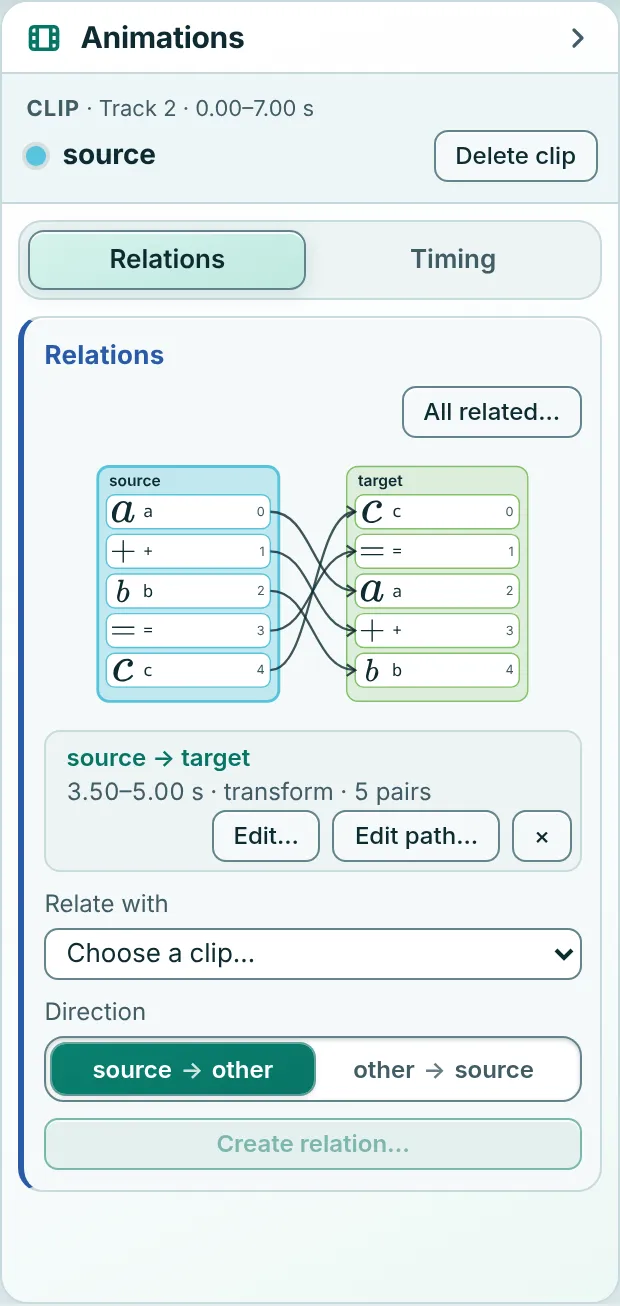 Animations
CLIP · Track 2 · 0.00–7.00 s
source
Delete clip
Relations
Timing
Relations
All related...
source
a a 0
+ + 1
b b 2
= = 3
c c 4
target
c c 0
= = 1
a a 2
+ + 3
b b 4
source → target
3.50–5.00 s · transform · 5 pairs
Edit...
Edit path...
×
Relate with
Choose a clip...
Direction
source → other
other → source
Create relation...